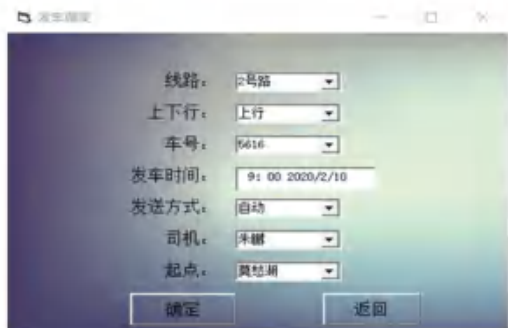 发车调度
线路: 2号路
上下行: 上行
车号: 5616
发车时间: 9: 00 2020/2/10
发送方式: 自动
司机: 朱鹏
起点: 莫愁湖
确定 返回